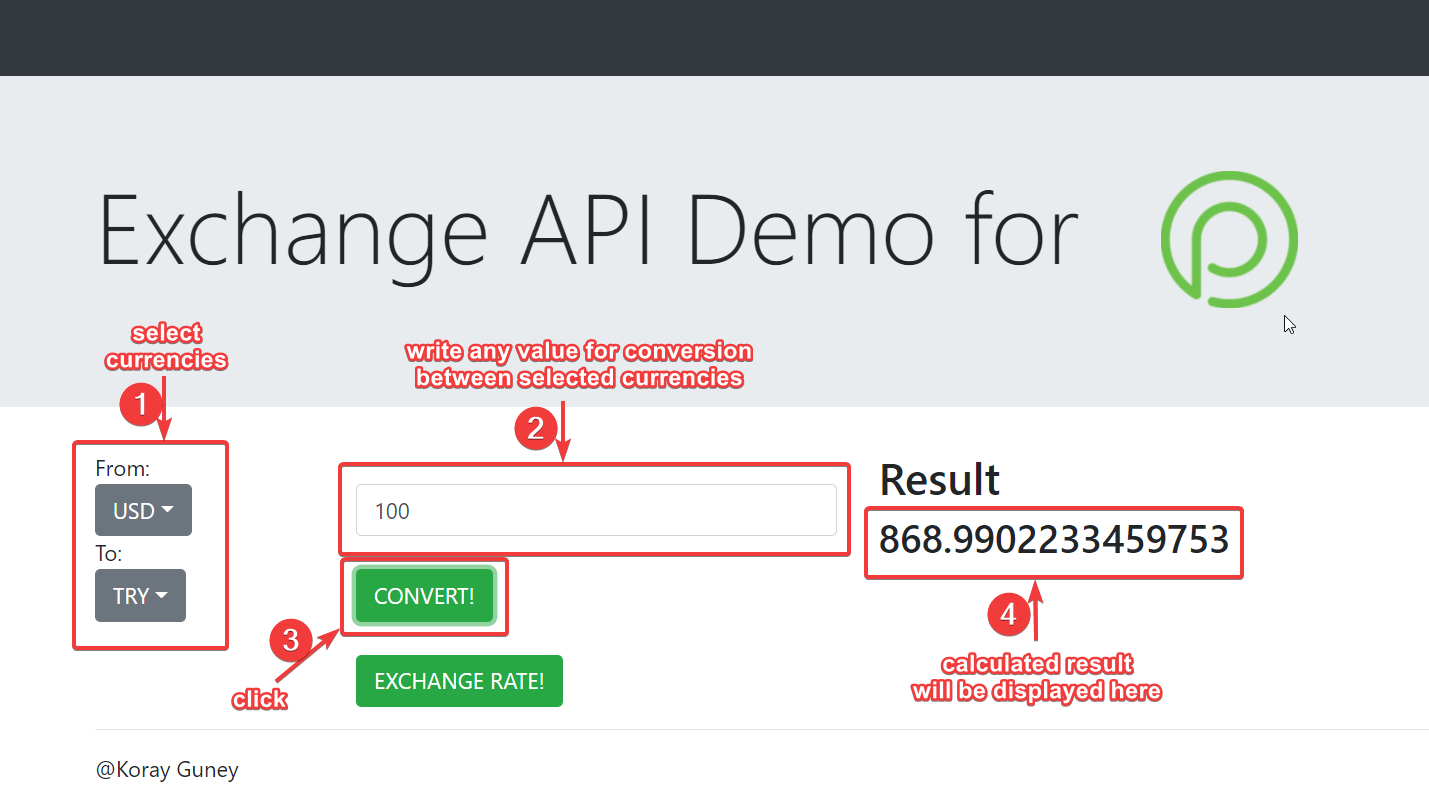 Exchange API Demo for
select
currencies
1
write any value for conversion
between selected currencies
2
From:
USD
To:
TRY
100
CONVERT!
3
click
EXCHANGE RATE!
Result
868.9902233459753
4
calculated result
will be displayed here
@Koray Guney